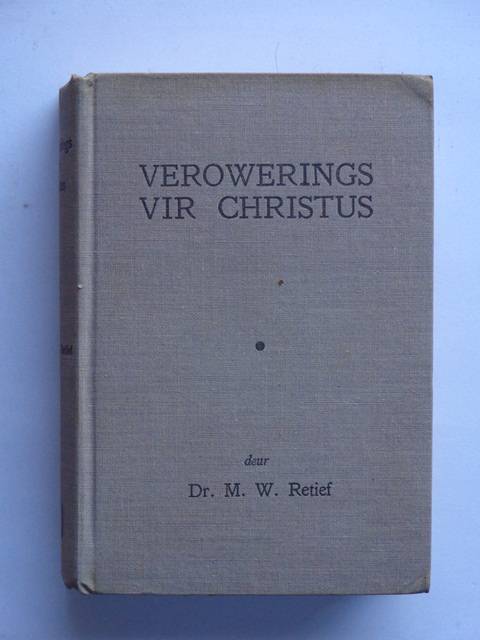 VEROWERINGS
VIR CHRISTUS
deur
Dr. M. W. Retief